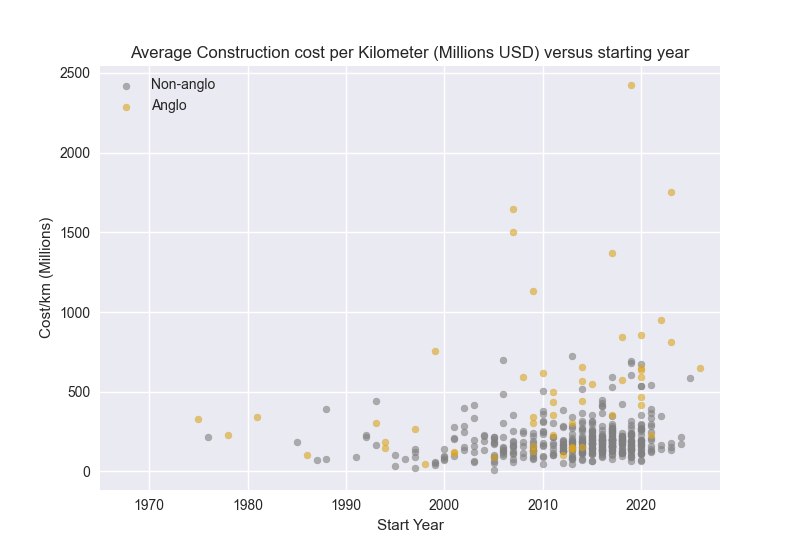 Average Construction cost per Kilometer (Millions USD) versus starting year
2500
2000
1500
1000
500
0
Cost/km (Millions)
Non-anglo
Anglo
1970
1980
1990
2000
2010
2020
Start Year